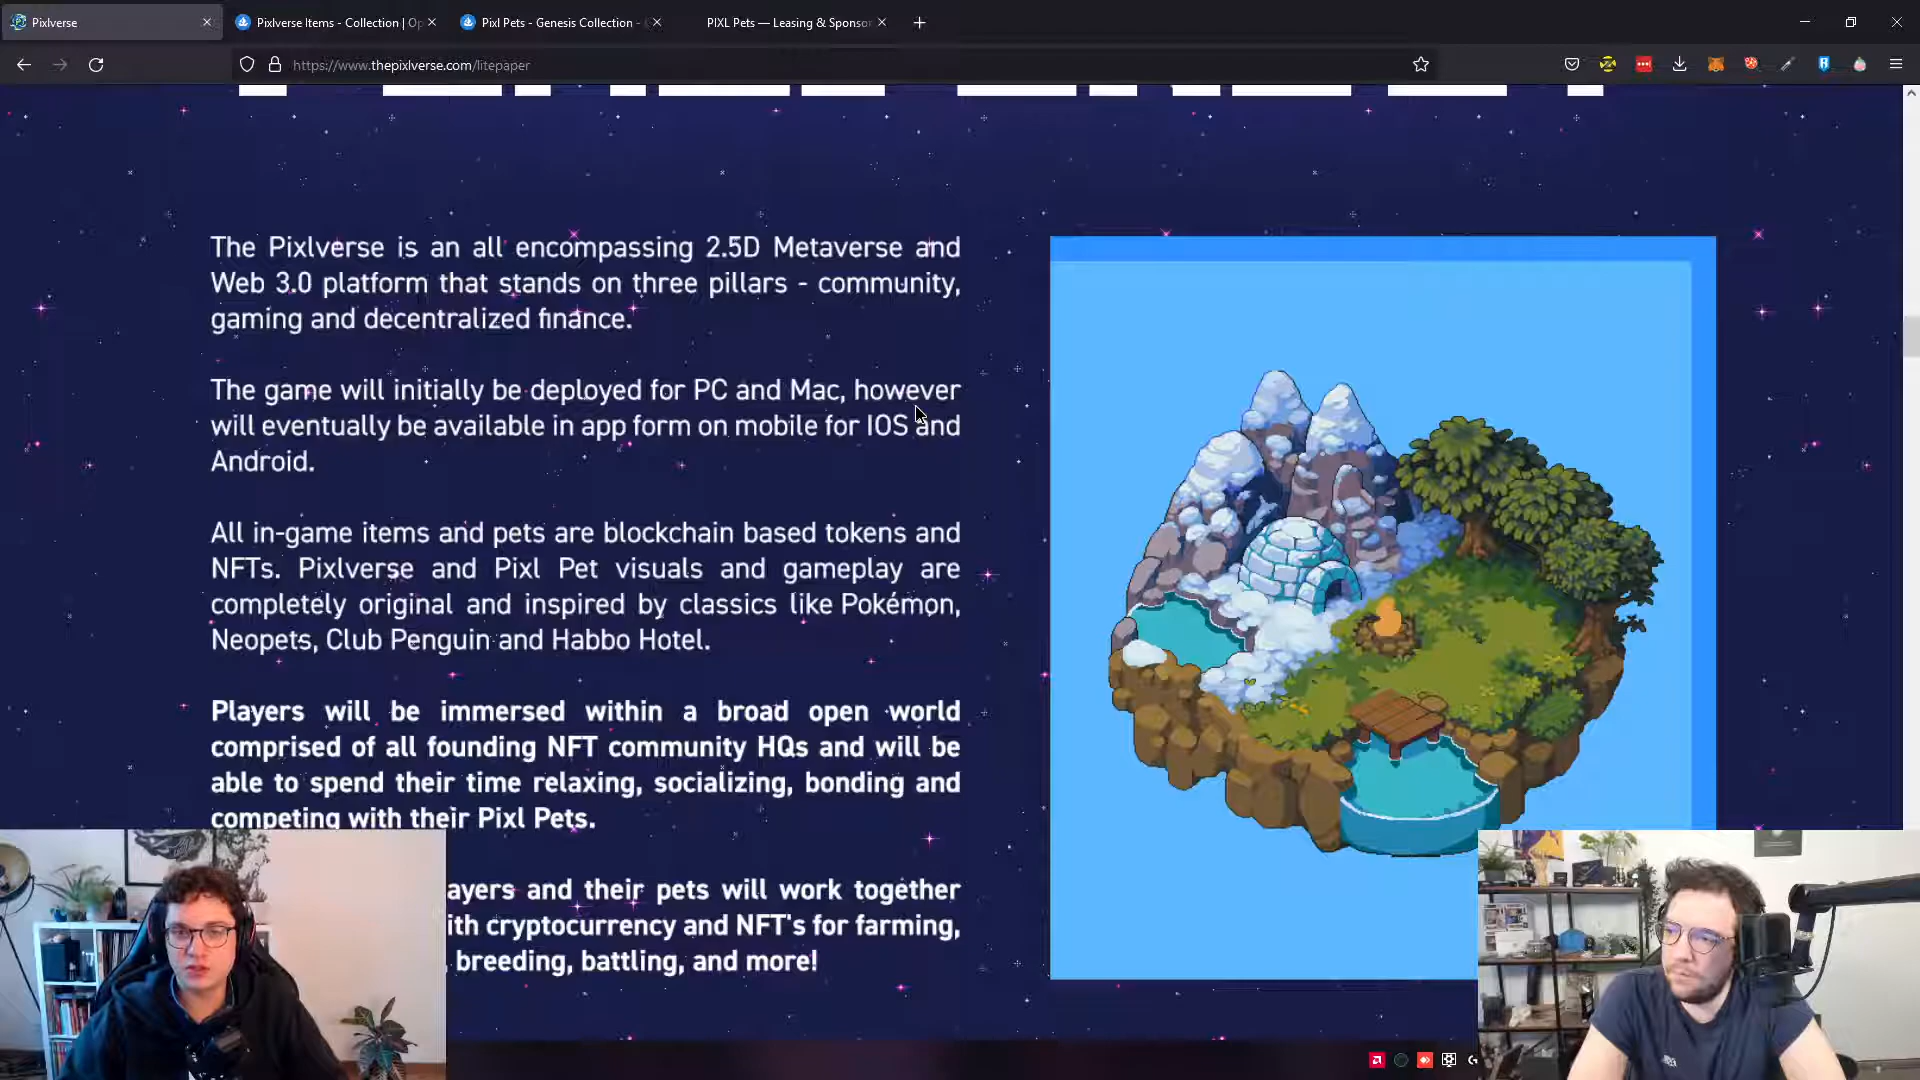 Pixlverse
Pixlverse Items - Collection | Op
Pixl Pets - Genesis Collection -
PIXL Pets — Leasing & Sponso
https://www.thepixlverse.com/litepaper
The Pixlverse is an all encompassing 2.5D Metaverse and
Web 3.0 platform that stands on three pillars - community,
gaming and decentralized finance.
The game will initially be deployed for PC and Mac, however
will eventually be available in app form on mobile for IOS and
Android.
All in-game items and pets are blockchain based tokens and
NFTs. Pixlverse and Pixl Pet visuals and gameplay are
completely original and inspired by classics like Pokémon,
Neopets, Club Penguin and Habbo Hotel.
Players will be immersed within a broad open world
comprised of all founding NFT community HQs and will be
able to spend their time relaxing, socializing, bonding and
competing with their Pixl Pets.
ayers and their pets will work together
ith cryptocurrency and NFT's for farming,
, breeding, battling, and more!